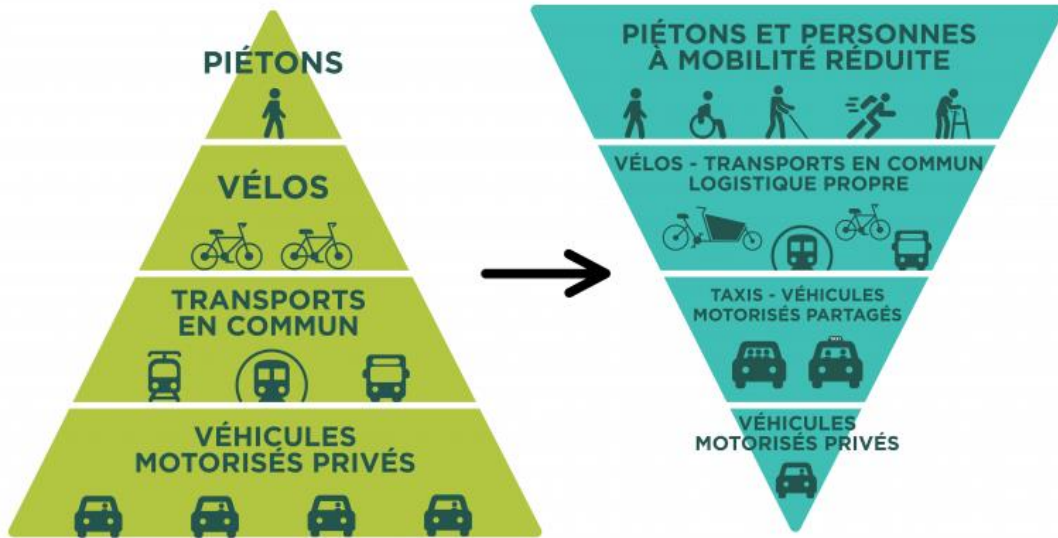 PIÉTONS
VÉLOS
TRANSPORTS
EN COMMUN
VÉHICULES
MOTORISÉS PRIVÉS
PIÉTONS ET PERSONNES
À MOBILITÉ RÉDUITE
VÉLOS - TRANSPORTS EN COMMUN
LOGISTIQUE PROPRE
TAXIS - VÉHICULES
MOTORISÉS PARTAGÉS
TAXI
VÉHICULES
MOTORISÉS PRIVÉS